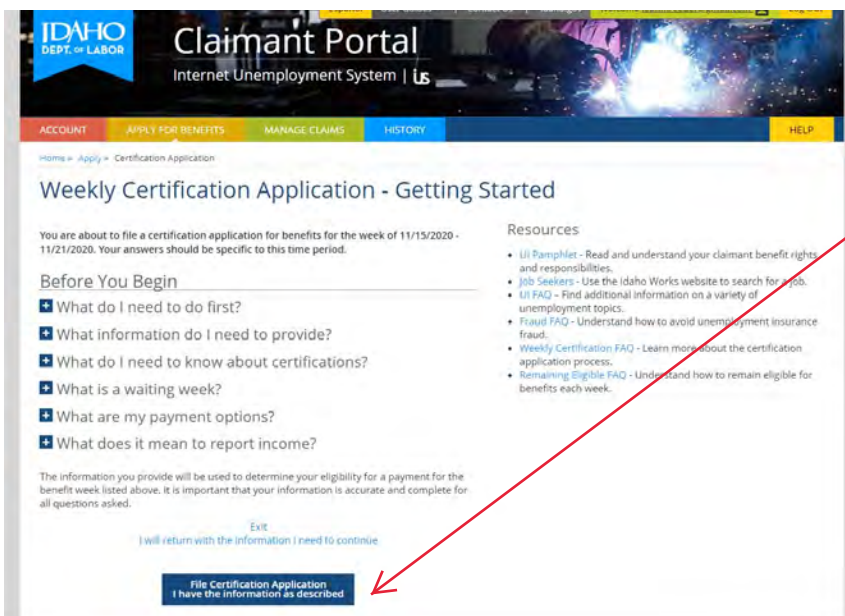 IDAHO
DEPT. OF LABOR
Claimant Portal
Internet Unemployment System | ius
ACCOUNT
APPLY FOR BENEFITS
MANAGE CLAIMS
HISTORY
HELP
Home » Apply » Certification Application
Weekly Certification Application - Getting Started
You are about to file a certification application for benefits for the week of 11/15/2020 -
11/21/2020. Your answers should be specific to this time period.
Before You Begin
What do I need to do first?
What information do I need to provide?
What do I need to know about certifications?
What is a waiting week?
What are my payment options?
What does it mean to report income?
The information you provide will be used to determine your eligibility for a payment for the
benefit week listed above. It is important that your information is accurate and complete for
all questions asked.
Exit
I will return with the information I need to continue
File Certification Application
I have the information as described
Resources
UI Pamphlet - Read and understand your claimant benefit rights
and responsibilities.
Job Seekers - Use the Idaho Works website to search for a job.
UI FAQ - Find additional information on a variety of
unemployment topics.
Fraud FAQ - Understand how to avoid unemployment insurance
fraud.
Weekly Certification FAQ - Learn more about the certification
application process.
Remaining Eligible FAQ - Understand how to remain eligible for
benefits each week.